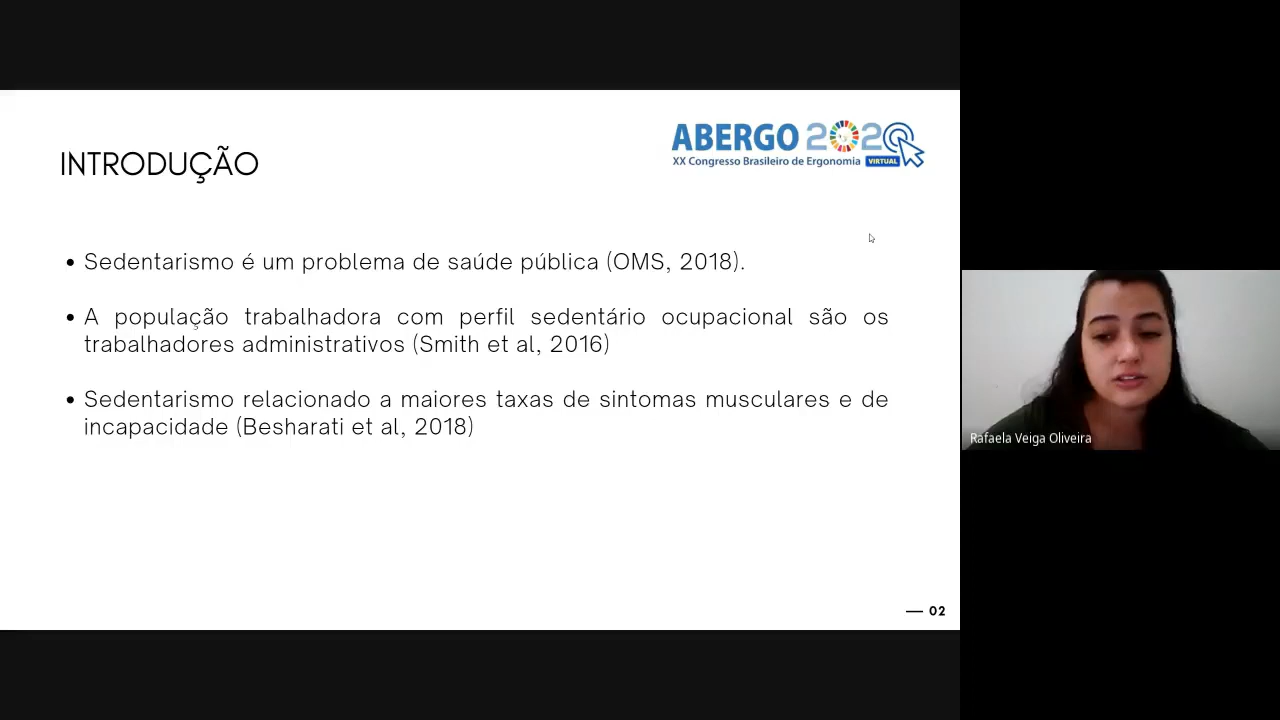 ABERGO 2020
XX Congresso Brasileiro de Ergonomia VIRTUAL
INTRODUÇÃO
• Sedentarismo é um problema de saúde pública (OMS, 2018).
• A população trabalhadora com perfil sedentário ocupacional são os
trabalhadores administrativos (Smith et al, 2016)
• Sedentarismo relacionado a maiores taxas de sintomas musculares e de
incapacidade (Besharati et al, 2018)
Rafaela Veiga Oliveira
02